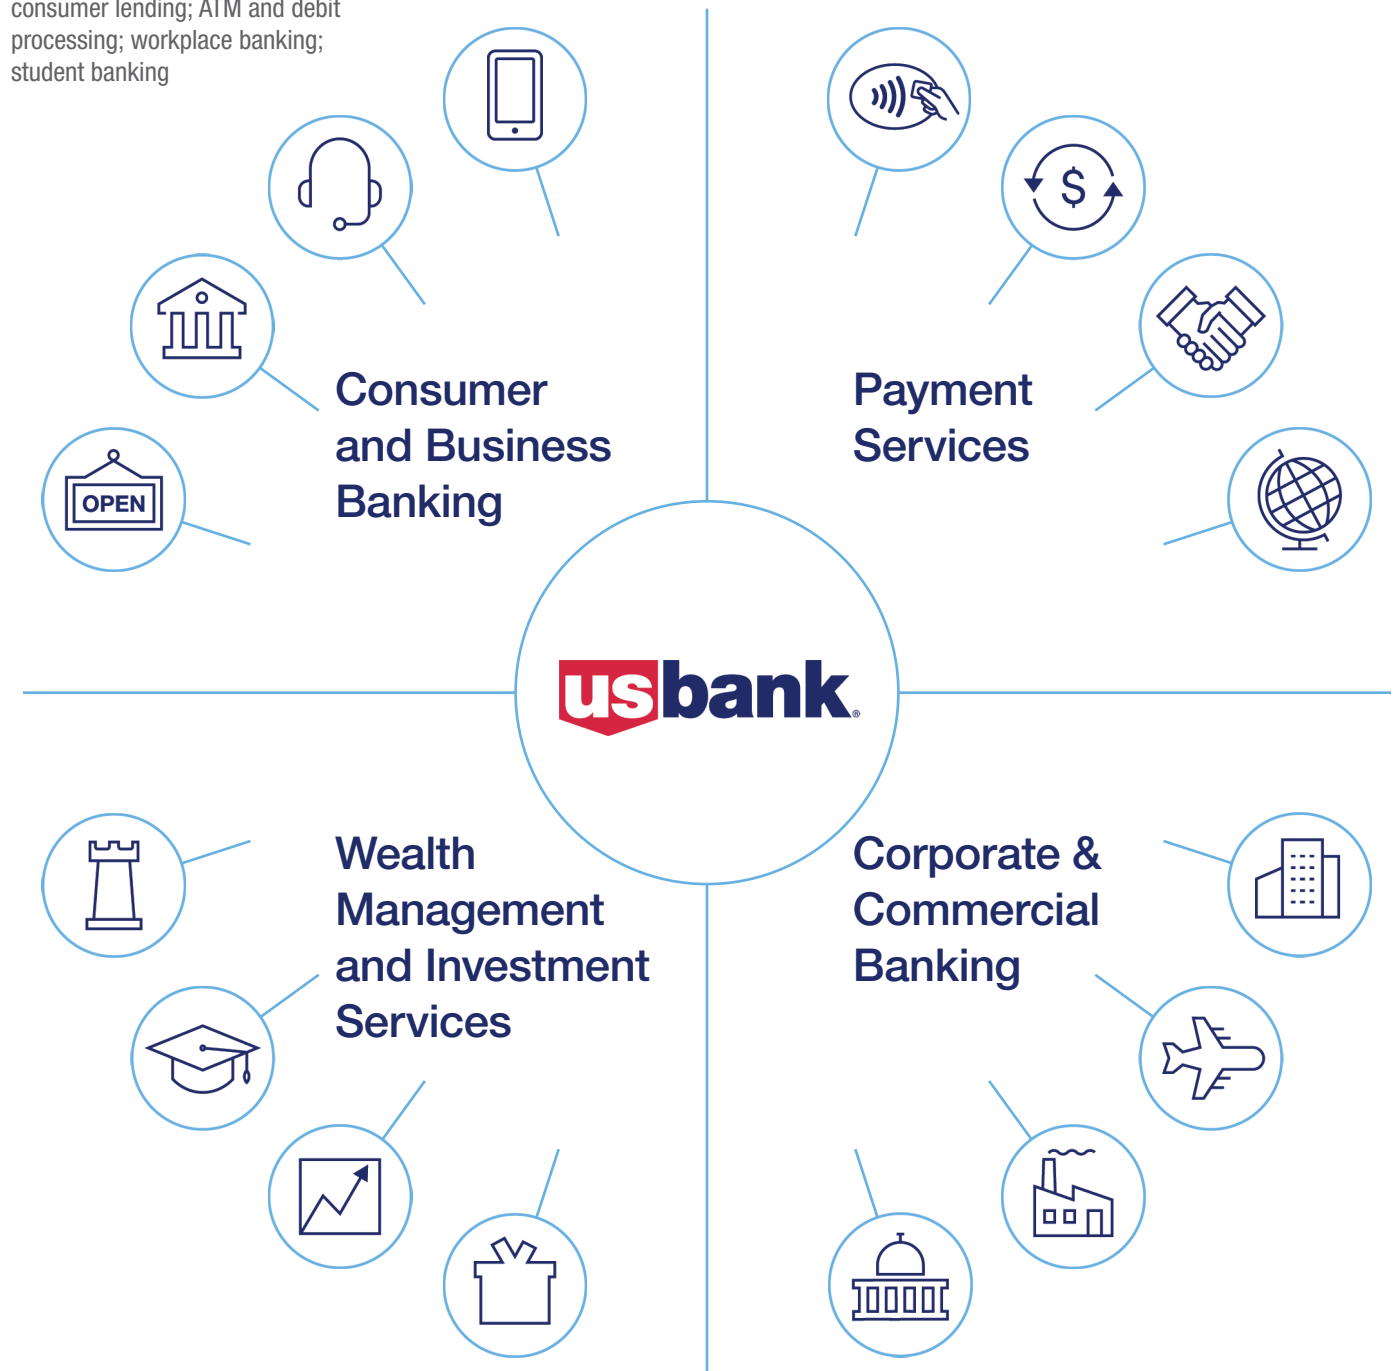 consumer lending; ATM and debit
processing; workplace banking;
student banking
OPEN
$
Consumer
and Business
Banking
Payment
Services
usbank®
Wealth
Management
and Investment
Services
Corporate &
Commercial
Banking